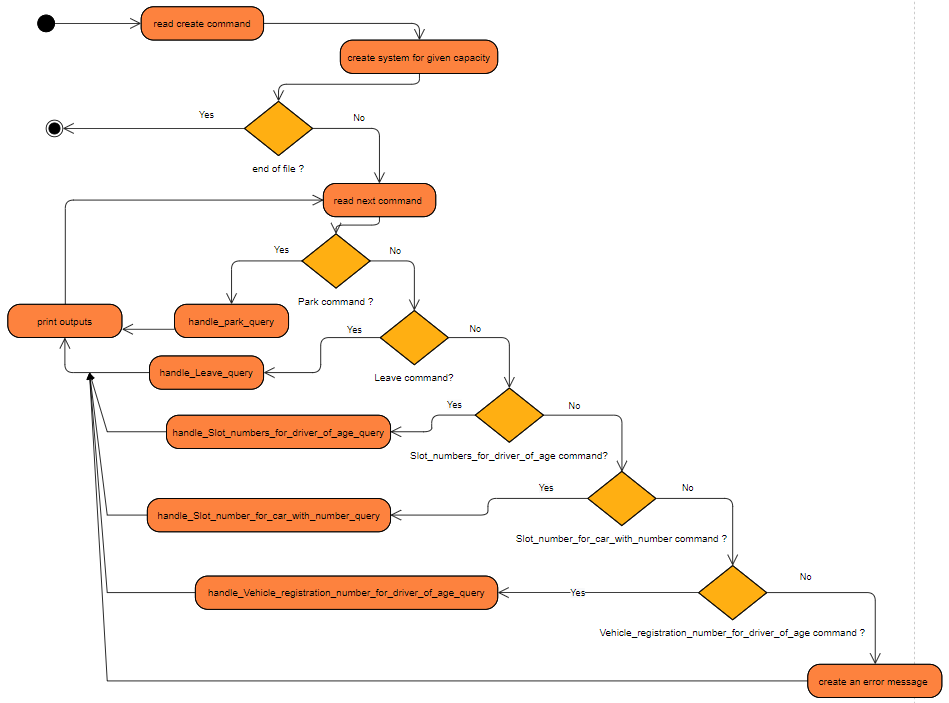 read create command
create system for given capacity
Yes
No
end of file ?
read next command
Yes
No
Park command ?
print outputs
handle_park_query
Yes
No
handle_Leave_query
Leave command?
Yes
No
handle_Slot_numbers_for_driver_of_age_query
Slot_numbers_for_driver_of_age command?
Yes
No
handle_Slot_number_for_car_with_number_query
Slot_number_for_car_with_number command ?
No
handle_Vehicle_registration_number_for_driver_of_age_query
Yes
Vehicle_registration_number_for_driver_of_age command ?
create an error message